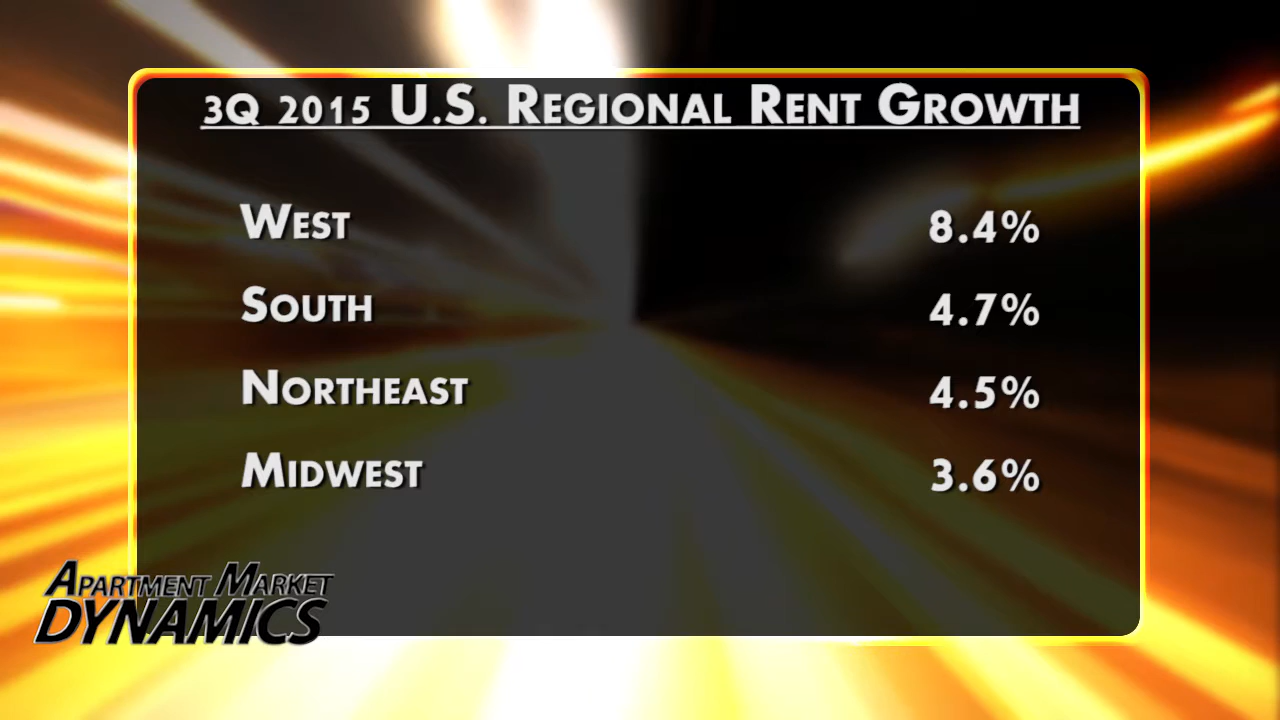 3Q 2015 U.S. Regional Rent Growth
West 8.4%
South 4.7%
Northeast 4.5%
Midwest 3.6%
Apartment Market
DYNAMICS